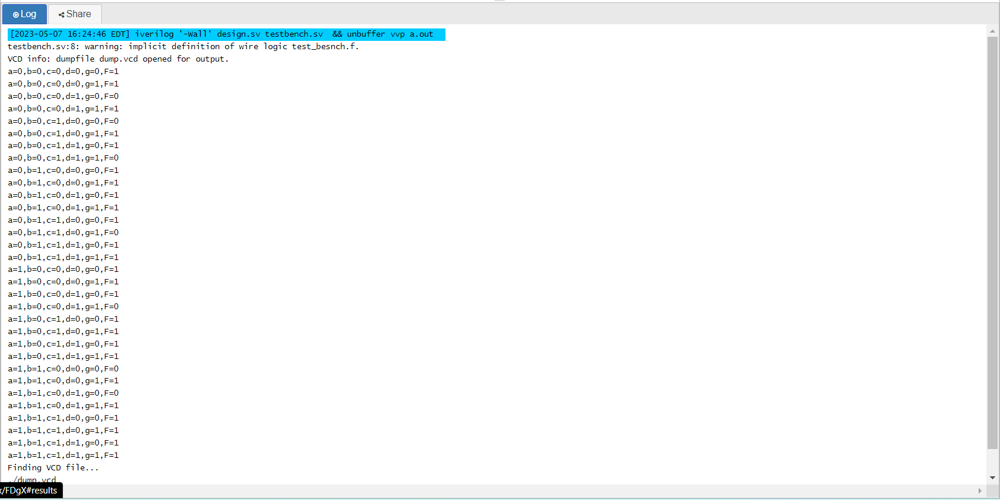 Log Share
[2023-05-07 16:24:46 EDT] iverilog '-Wall' design.sv testbench.sv  && unbuffer vvp a.out
testbench.sv:8: warning: implicit definition of wire logic test_besnch.f.
VCD info: dumpfile dump.vcd opened for output.
a=0,b=0,c=0,d=0,g=0,F=1
a=0,b=0,c=0,d=0,g=1,F=1
a=0,b=0,c=0,d=1,g=0,F=0
a=0,b=0,c=0,d=1,g=1,F=1
a=0,b=0,c=1,d=0,g=0,F=0
a=0,b=0,c=1,d=0,g=1,F=1
a=0,b=0,c=1,d=1,g=0,F=1
a=0,b=0,c=1,d=1,g=1,F=0
a=0,b=1,c=0,d=0,g=0,F=1
a=0,b=1,c=0,d=0,g=1,F=1
a=0,b=1,c=0,d=1,g=0,F=1
a=0,b=1,c=0,d=1,g=1,F=1
a=0,b=1,c=1,d=0,g=0,F=1
a=0,b=1,c=1,d=0,g=1,F=0
a=0,b=1,c=1,d=1,g=0,F=1
a=0,b=1,c=1,d=1,g=1,F=1
a=1,b=0,c=0,d=0,g=0,F=1
a=1,b=0,c=0,d=0,g=1,F=1
a=1,b=0,c=0,d=1,g=0,F=1
a=1,b=0,c=0,d=1,g=1,F=0
a=1,b=0,c=1,d=0,g=0,F=1
a=1,b=0,c=1,d=0,g=1,F=1
a=1,b=0,c=1,d=1,g=0,F=1
a=1,b=0,c=1,d=1,g=1,F=1
a=1,b=1,c=0,d=0,g=0,F=0
a=1,b=1,c=0,d=0,g=1,F=1
a=1,b=1,c=0,d=1,g=0,F=0
a=1,b=1,c=0,d=1,g=1,F=1
a=1,b=1,c=1,d=0,g=0,F=1
a=1,b=1,c=1,d=0,g=1,F=1
a=1,b=1,c=1,d=1,g=0,F=1
a=1,b=1,c=1,d=1,g=1,F=1
Finding VCD file...
./dump.vcd
/FDgX#results